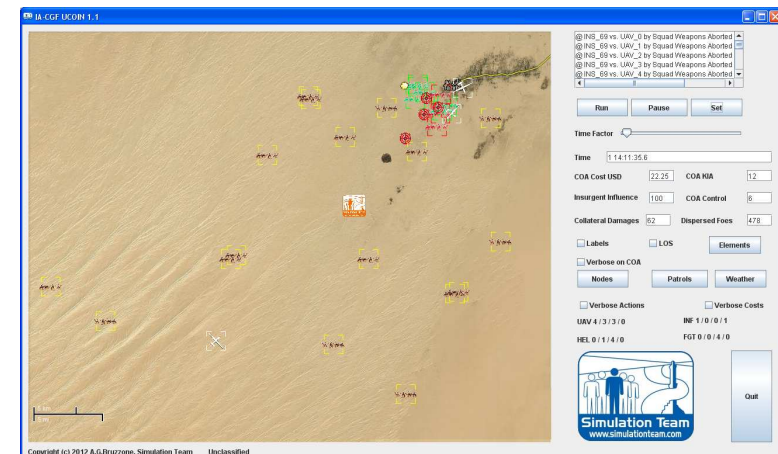 IA-CGF UCOIN 1.1
@ INS_69 vs. UAV_0 by Squad Weapons Aborted
@ INS_69 vs. UAV_1 by Squad Weapons Aborted
@ INS_69 vs. UAV_2 by Squad Weapons Aborted
@ INS_69 vs. UAV_3 by Squad Weapons Aborted
@ INS_69 vs. UAV_4 by Squad Weapons Aborted
Run Pause Set
Time Factor
Time 1 14:11:35.6
COA Cost USD 22.25 COA KIA 12
Insurgent Influence 100 COA Control 6
Collateral Damages 62 Dispersed Foes 478
Labels LOS Elements
Verbose on COA
Nodes Patrols Weather
Verbose Actions Verbose Costs
UAV 4 / 3 / 3 / 0 INF 1 / 0 / 0 / 1
HEL 0 / 1 / 4 / 0 FGT 0 / 0 / 4 / 0
Simulation Team
www.simulationteam.com
Quit
Copyright (c) 2012 A.G.Bruzzone, Simulation Team Unclassified